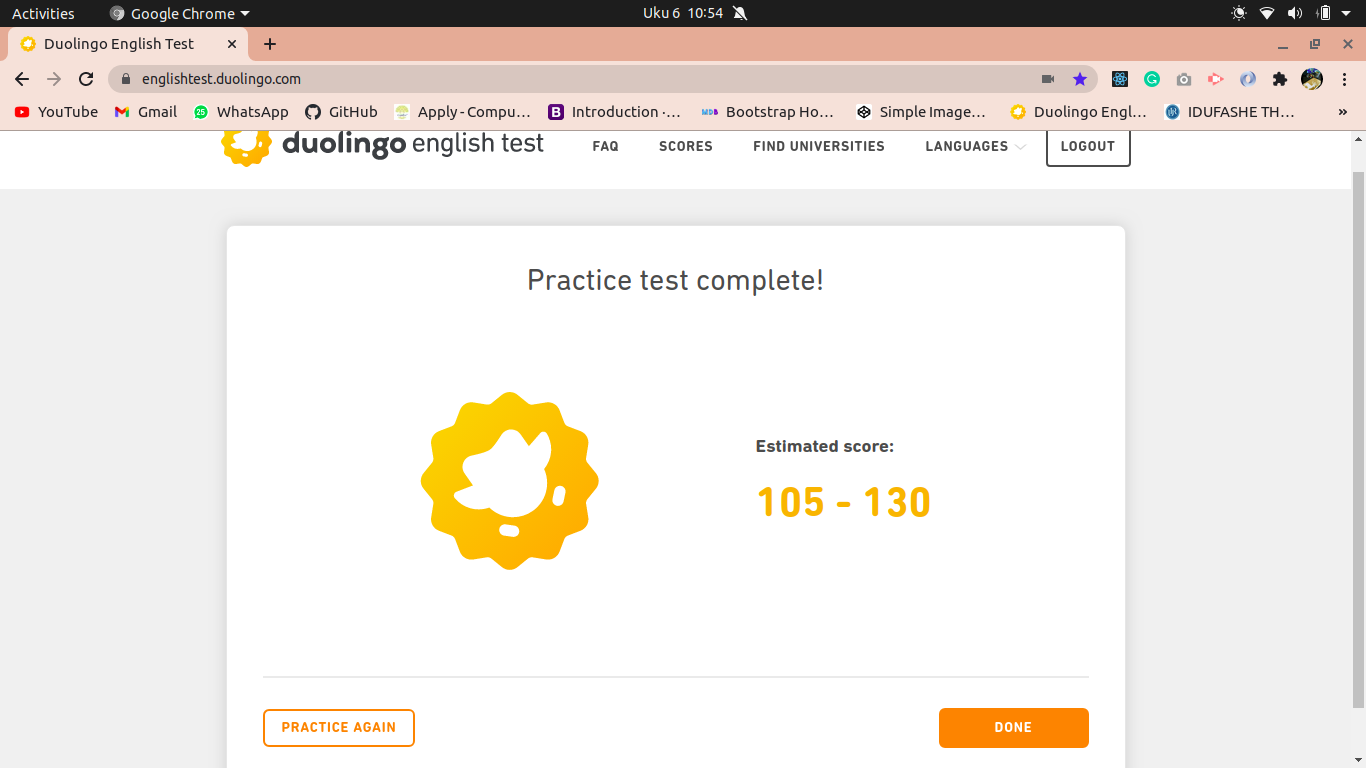 Activities Google Chrome Uku 6 10:54
Duolingo English Test
englishtest.duolingo.com
YouTube Gmail 25 WhatsApp GitHub Apply - Compu... B Introduction -... MDB Bootstrap Ho... Simple Image... Duolingo Engl... IDUFASHE TH... »
duolingo english test FAQ SCORES FIND UNIVERSITIES LANGUAGES LOGOUT
Practice test complete!
Estimated score:
105 - 130
PRACTICE AGAIN DONE